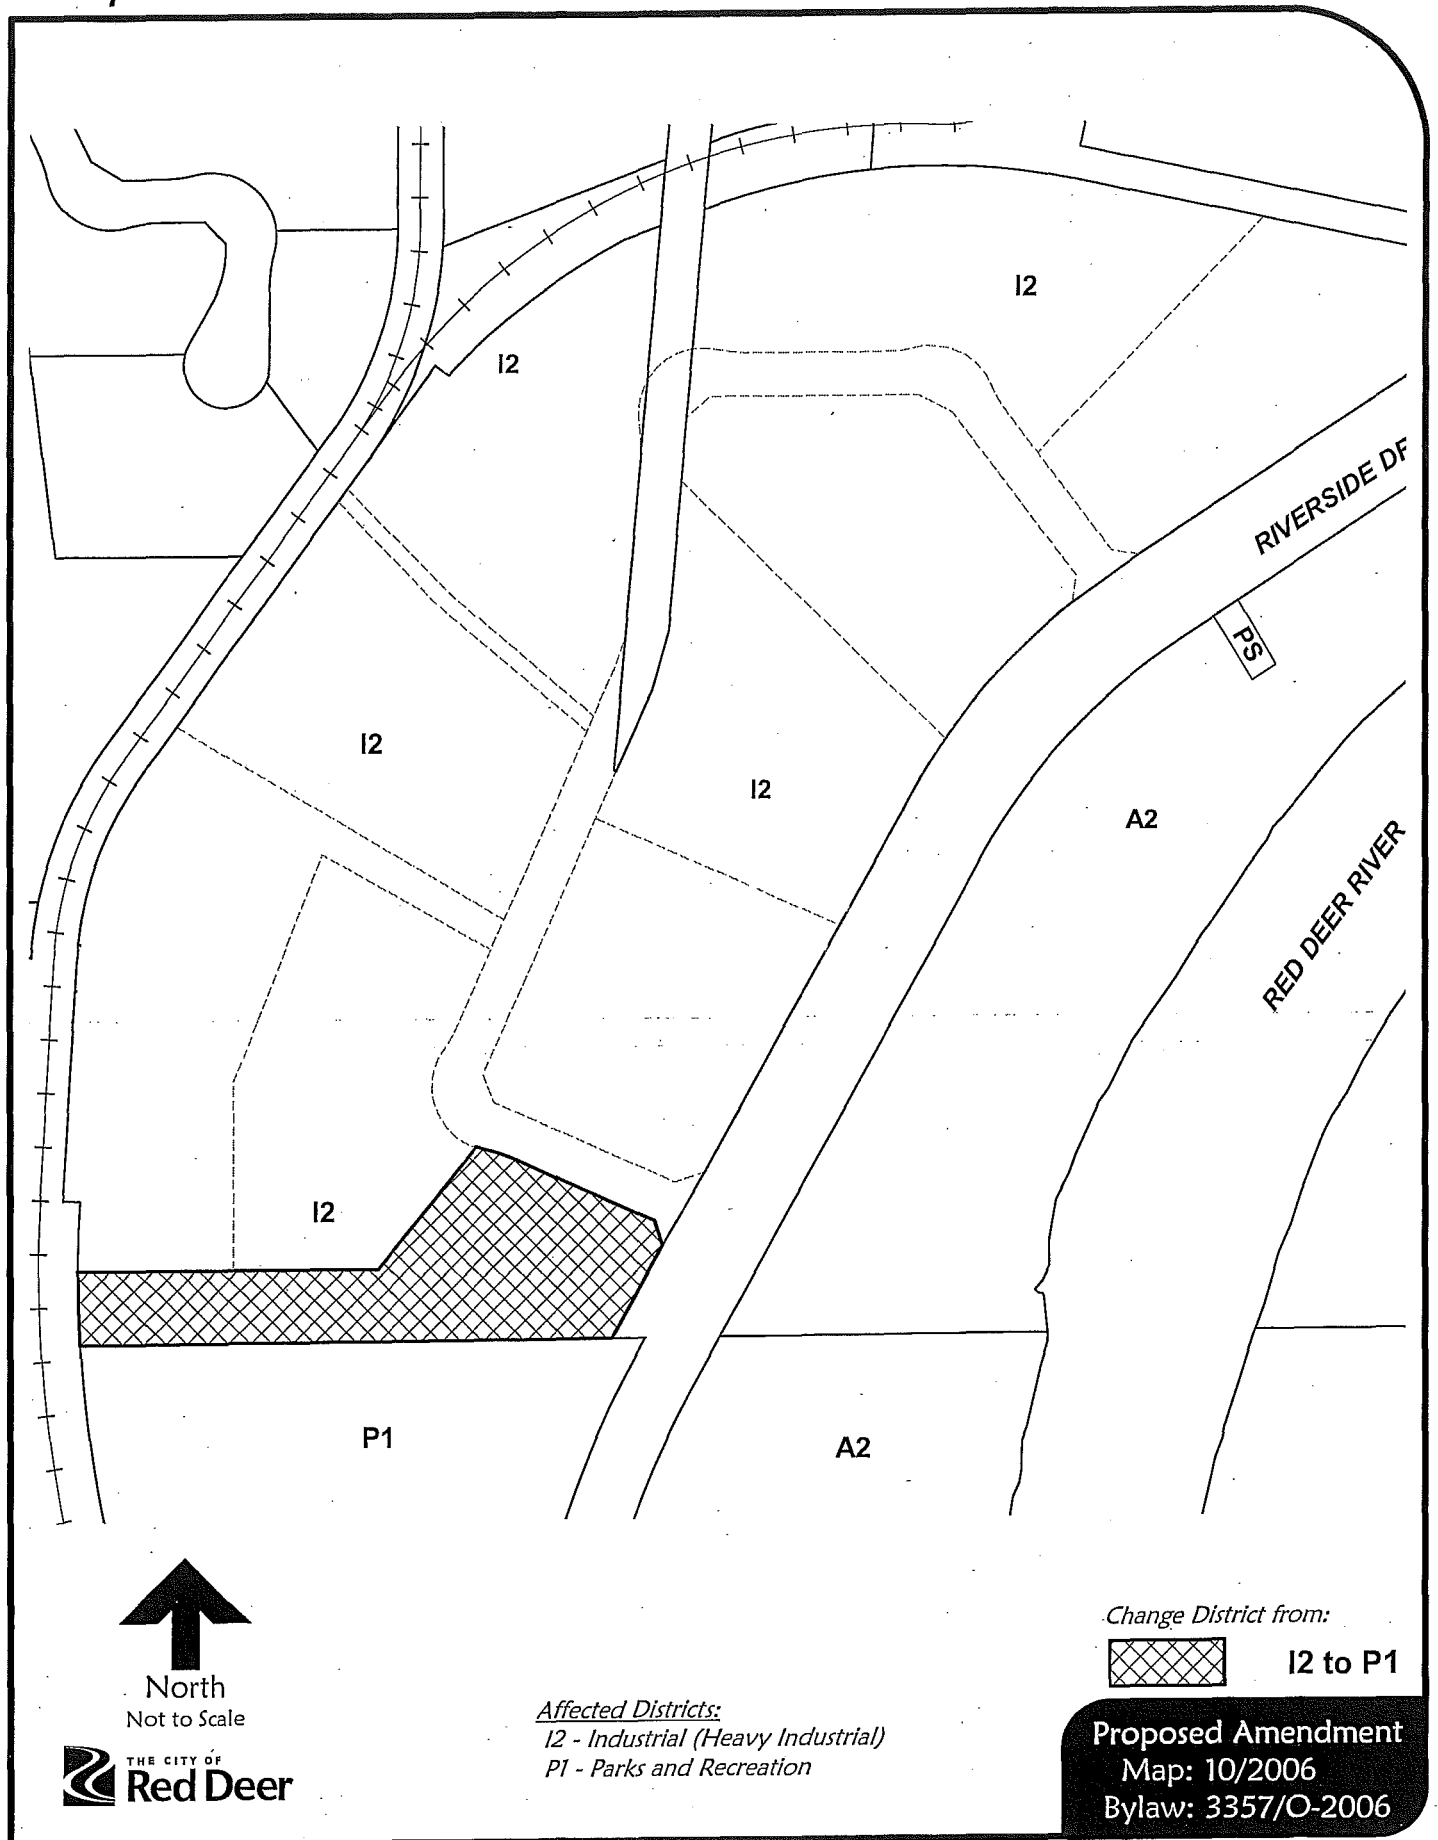 I2
I2
RIVERSIDE DR
PS
I2
I2
A2
RED DEER RIVER
I2
P1
A2
North
Not to Scale
THE CITY OF
Red Deer
Affected Districts:
I2 - Industrial (Heavy Industrial)
P1 - Parks and Recreation
Change District from:
I2 to P1
Proposed Amendment
Map: 10/2006
Bylaw: 3357/O-2006